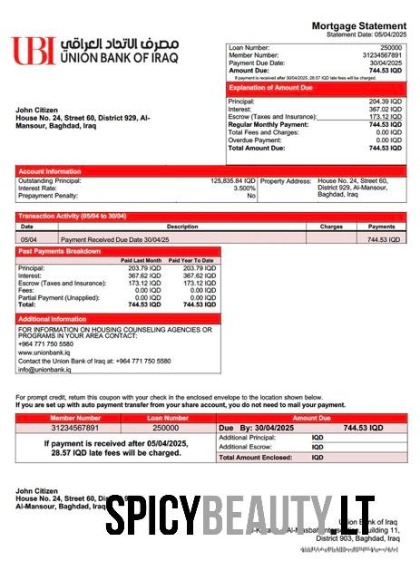 Mortgage Statement
Statement Date: 05/04/2025
UBI مصرف الاتحاد العراقي
UNION BANK OF IRAQ
Loan Number: 250000
Member Number: 31234567891
Payment Due Date: 30/04/2025
Amount Due: 744.53 IQD
If payment is received after 30/04/2025, 28.57 IQD late fees will be charged.
John Citizen
House No. 24, Street 60, District 929, Al-
Mansour, Baghdad, Iraq
Explanation of Amount Due
Principal: 204.39 IQD
Interest: 367.02 IQD
Escrow (Taxes and Insurance): 173.12 IQD
Regular Monthly Payment: 744.53 IQD
Total Fees and Charges: 0.00 IQD
Overdue Payment: 0.00 IQD
Total Amount Due: 744.53 IQD
Account Information
Outstanding Principal: 125,835.84 IQD
Interest Rate: 3.500%
Prepayment Penalty: No
Property Address: House No. 24, Street 60,
District 929, Al-Mansour,
Baghdad, Iraq
Transaction Activity (05/04 to 30/04)
Date Description Charges Payments
05/04 Payment Received Due Date 30/04/25 744.53 IQD
Past Payments Breakdown
Paid Last Month Paid Year To Date
Principal: 203.79 IQD 203.79 IQD
Interest: 367.62 IQD 367.62 IQD
Escrow (Taxes and Insurance): 173.12 IQD 173.12 IQD
Fees: 0.00 IQD 0.00 IQD
Partial Payment (Unapplied): 0.00 IQD 0.00 IQD
Total: 744.53 IQD 744.53 IQD
Additional Information
FOR INFORMATION ON HOUSING COUNSELING AGENCIES OR
PROGRAMS IN YOUR AREA CONTACT:
+964 771 750 5580
www.unionbank.iq
Contact the Union Bank of Iraq at: +964 771 750 5580
info@unionbank.iq
For prompt credit, return this coupon with your check in the enclosed envelope to the location shown below.
If you are set up with auto payment transfer from your share account, you do not need to mail your payment.
Member Number Loan Number Amount Due
31234567891 250000 Due By: 30/04/2025 744.53 IQD
If payment is received after 05/04/2025,
28.57 IQD late fees will be charged.
Additional Principal: IQD
Additional Escrow: IQD
Total Amount Enclosed: IQD
John Citizen
House No. 24, Street 60, District 929,
Al-Mansour, Baghdad, Iraq
SPICYBEAUTY.LT
Union Bank of Iraq
Building 11,
District 903, Baghdad, Iraq